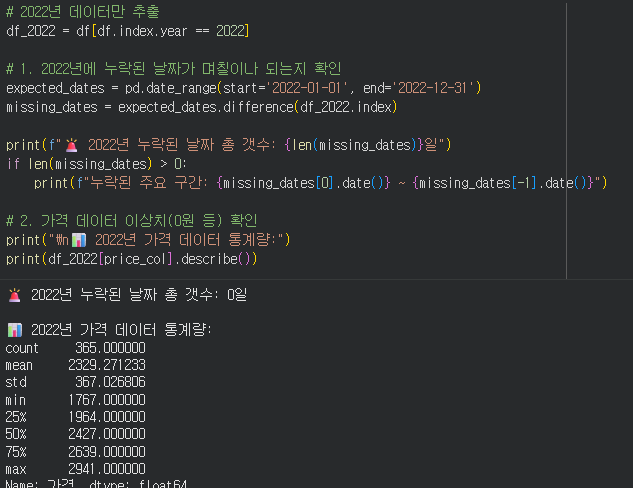 # 2022년 데이터만 추출
df_2022 = df[df.index.year == 2022]
# 1. 2022년에 누락된 날짜가 며칠이나 되는지 확인
expected_dates = pd.date_range(start='2022-01-01', end='2022-12-31')
missing_dates = expected_dates.difference(df_2022.index)
print(f"🚨 2022년 누락된 날짜 총 갯수: {len(missing_dates)}일")
if len(missing_dates) > 0:
    print(f"누락된 주요 구간: {missing_dates[0].date()} ~ {missing_dates[-1].date()}")
# 2. 가격 데이터 이상치(0원 등) 확인
print("₩n📊 2022년 가격 데이터 통계량:")
print(df_2022[price_col].describe())
🚨 2022년 누락된 날짜 총 갯수: 0일
📊 2022년 가격 데이터 통계량:
count     365.000000
mean     2329.271233
std       367.026806
min      1767.000000
25%      1964.000000
50%      2427.000000
75%      2639.000000
max      2941.000000
Name: 가격, dtype: float64